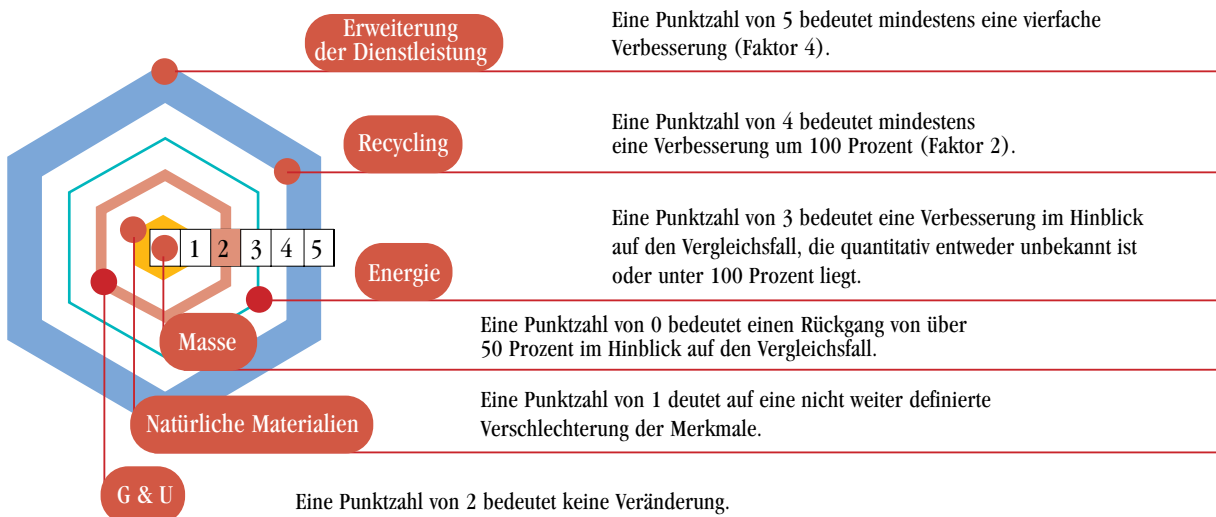 Erweiterung
der Dienstleistung
Eine Punktzahl von 5 bedeutet mindestens eine vierfache
Verbesserung (Faktor 4).
Recycling
Eine Punktzahl von 4 bedeutet mindestens
eine Verbesserung um 100 Prozent (Faktor 2).
1 2 3 4 5
Energie
Eine Punktzahl von 3 bedeutet eine Verbesserung im Hinblick
auf den Vergleichsfall, die quantitativ entweder unbekannt ist
oder unter 100 Prozent liegt.
Masse
Eine Punktzahl von 0 bedeutet einen Rückgang von über
50 Prozent im Hinblick auf den Vergleichsfall.
Natürliche Materialien
Eine Punktzahl von 1 deutet auf eine nicht weiter definierte
Verschlechterung der Merkmale.
G & U
Eine Punktzahl von 2 bedeutet keine Veränderung.